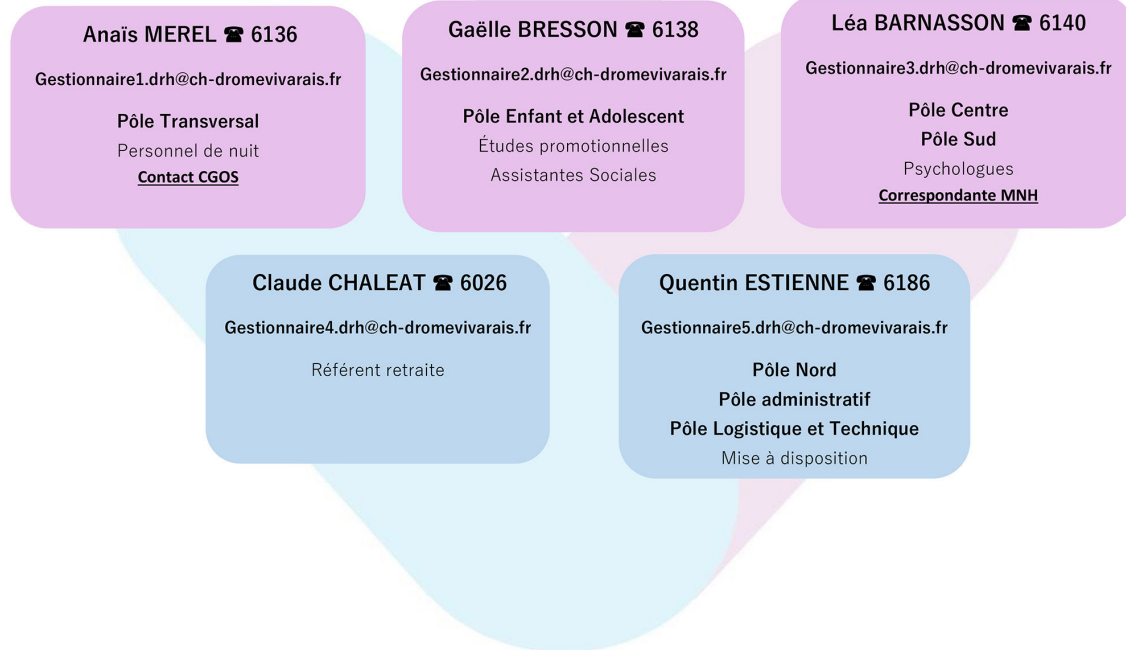 Anaïs MEREL ☎ 6136
Gestionnaire1.drh@ch-dromevivarais.fr
Pôle Transversal
Personnel de nuit
Contact CGOS
Gaëlle BRESSON ☎ 6138
Gestionnaire2.drh@ch-dromevivarais.fr
Pôle Enfant et Adolescent
Études promotionnelles
Assistantes Sociales
Léa BARNASSON ☎ 6140
Gestionnaire3.drh@ch-dromevivarais.fr
Pôle Centre
Pôle Sud
Psychologues
Correspondante MNH
Claude CHALEAT ☎ 6026
Gestionnaire4.drh@ch-dromevivarais.fr
Référent retraite
Quentin ESTIENNE ☎ 6186
Gestionnaire5.drh@ch-dromevivarais.fr
Pôle Nord
Pôle administratif
Pôle Logistique et Technique
Mise à disposition